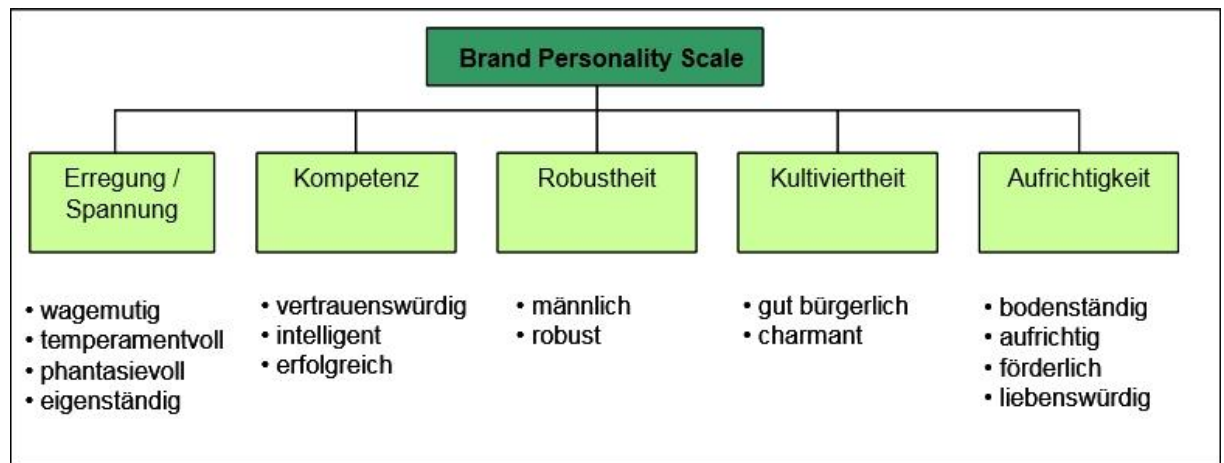 Brand Personality Scale
Erregung /
Spannung
Kompetenz
Robustheit
Kultiviertheit
Aufrichtigkeit
• wagemutig
• temperamentvoll
• phantasievoll
• eigenständig
• vertrauenswürdig
• intelligent
• erfolgreich
• männlich
• robust
• gut bürgerlich
• charmant
• bodenständig
• aufrichtig
• förderlich
• liebenswürdig